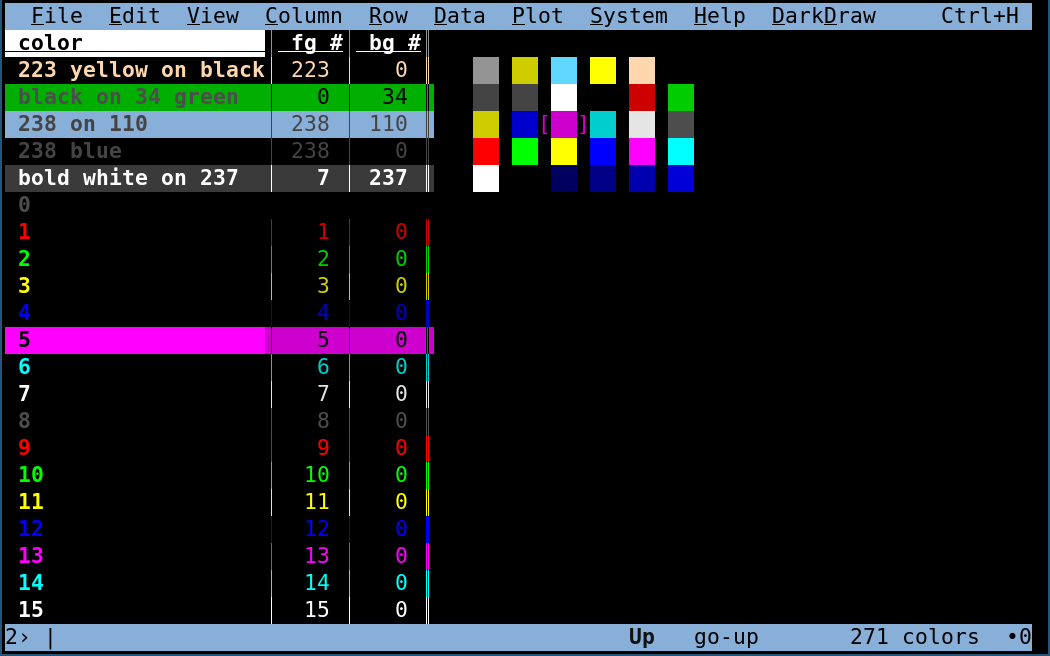 File Edit View Column Row Data Plot System Help DarkDraw Ctrl+H
color fg # bg #
223 yellow on black 223 0
black on 34 green 0 34
238 on 110 238 110
238 blue 238 0
bold white on 237 7 237
0
1 1 0
2 2 0
3 3 0
4 4 0
5 5 0
6 6 0
7 7 0
8 8 0
9 9 0
10 10 0
11 11 0
12 12 0
13 13 0
14 14 0
15 15 0
2› | Up go-up 271 colors •0